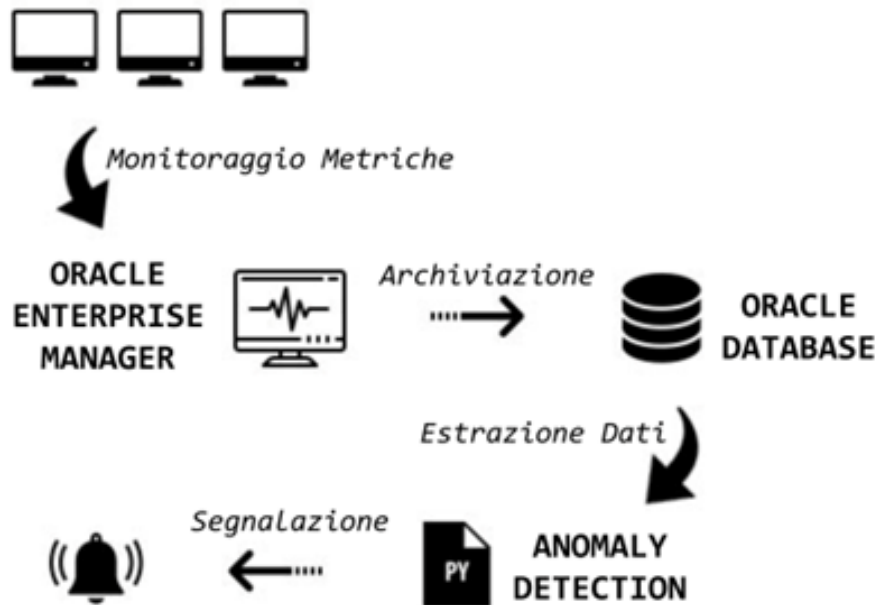 Monitoraggio Metriche
ORACLE
ENTERPRISE
MANAGER
Archiviazione
ORACLE
DATABASE
Estrazione Dati
Segnalazione
PY
ANOMALY
DETECTION